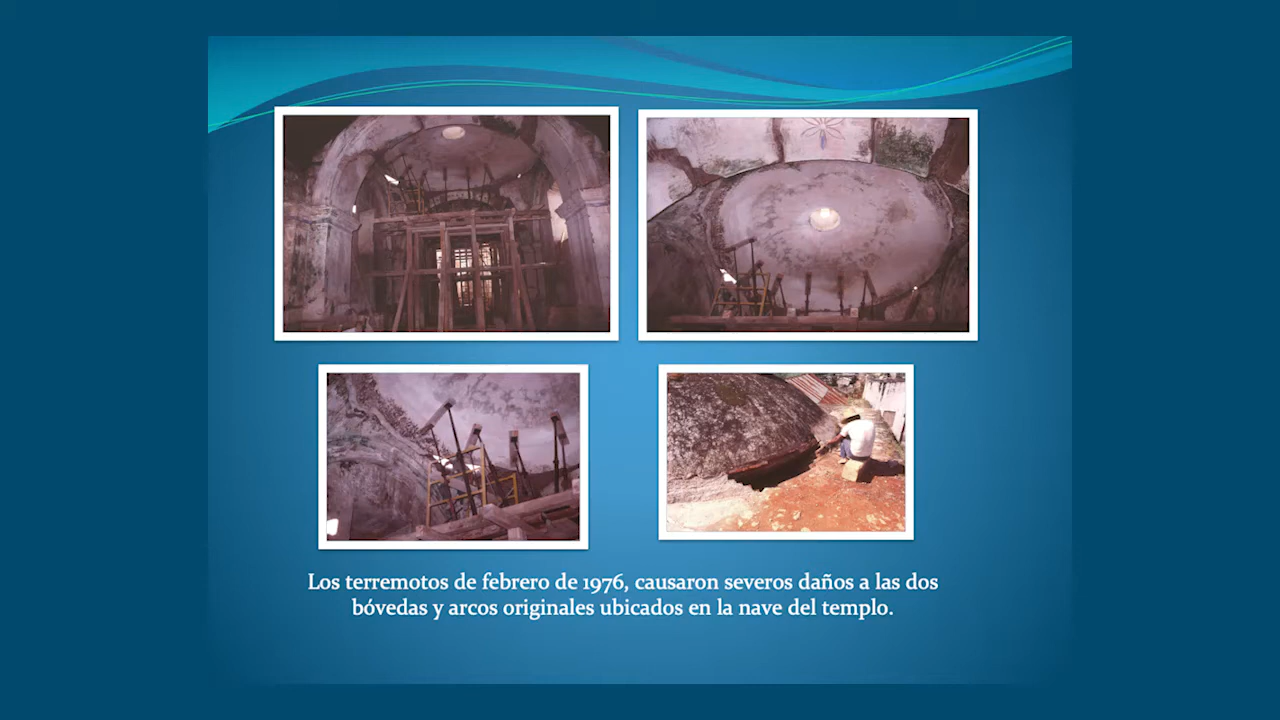 Los terremotos de febrero de 1976, causaron severos daños a las dos
bóvedas y arcos originales ubicados en la nave del templo.